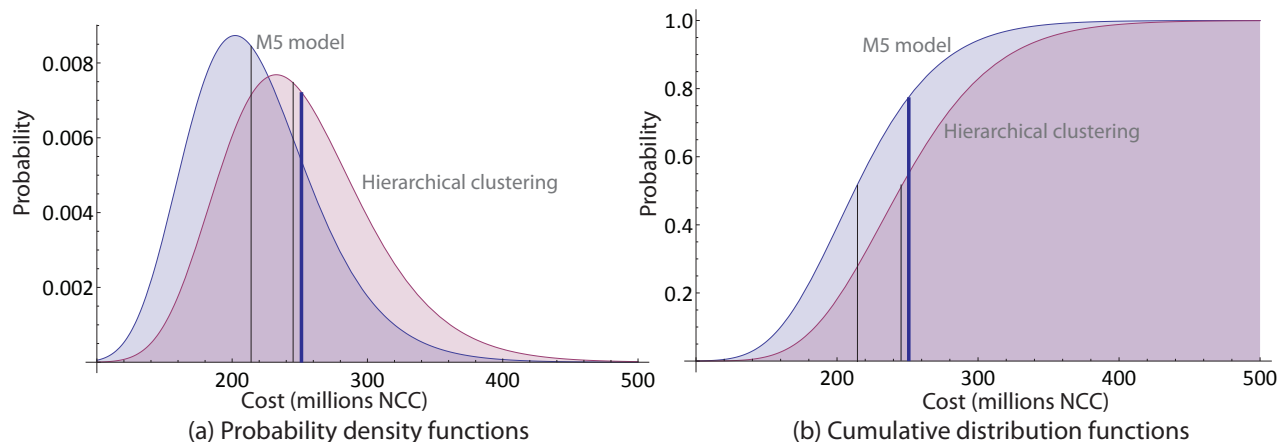 M5 model
0.008
0.006
0.004
0.002
Probability
Hierarchical clustering
200
300
400
500
Cost (millions NCC)
(a) Probability density functions
1.0
0.8
0.6
0.4
0.2
Probability
M5 model
Hierarchical clustering
200
300
400
500
Cost (millions NCC)
(b) Cumulative distribution functions